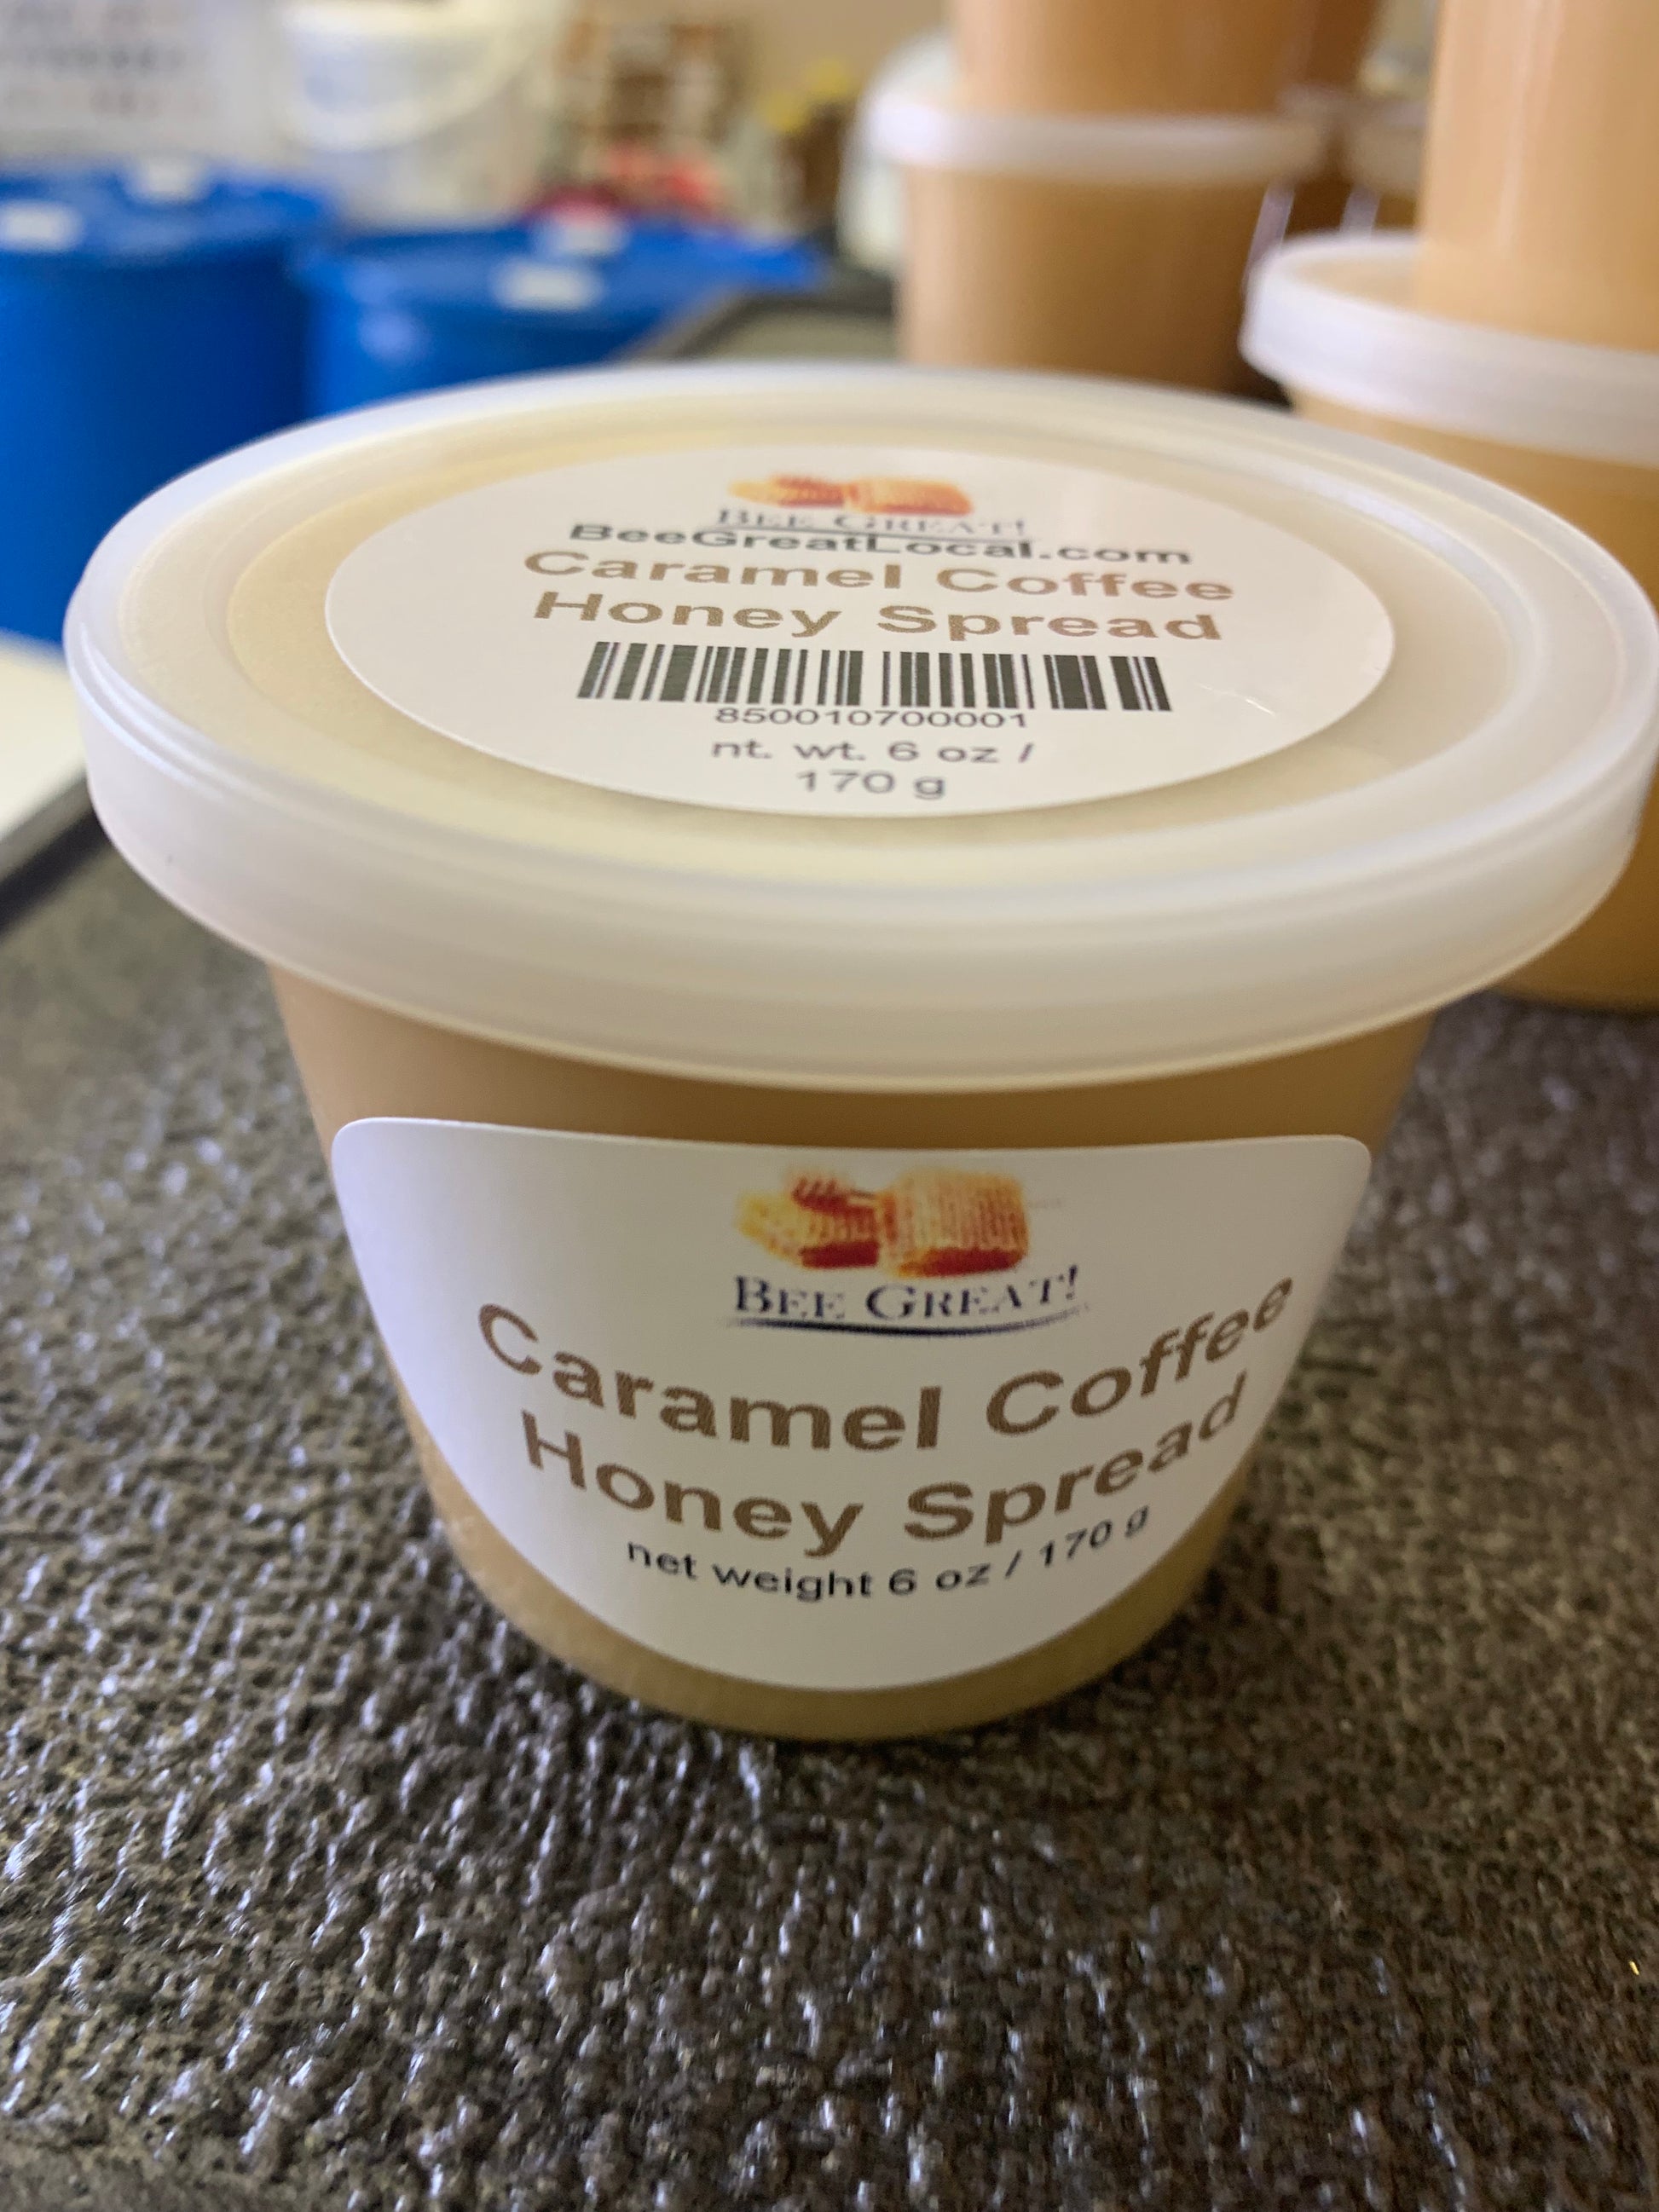 BEE GREAT!
BeeGreatLocal.com
Caramel Coffee
Honey Spread
850010700001
nt. wt. 6 oz /
170 g
BEE GREAT!
Caramel Coffee
Honey Spread
net weight 6 oz / 170 g